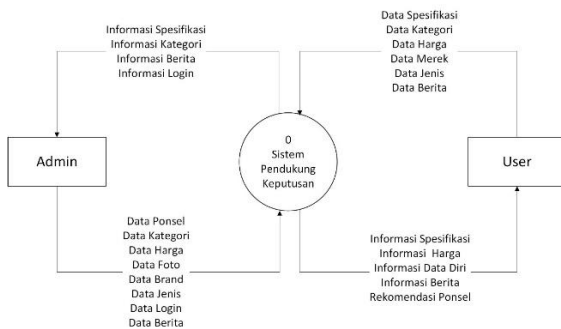 Informasi Spesifikasi
Informasi Kategori
Informasi Berita
Informasi Login
Data Spesifikasi
Data Kategori
Data Harga
Data Merek
Data Jenis
Data Berita
Admin
0
Sistem
Pendukung
Keputusan
User
Data Ponsel
Data Kategori
Data Harga
Data Foto
Data Brand
Data Jenis
Data Login
Data Berita
Informasi Spesifikasi
Informasi Harga
Informasi Data Diri
Informasi Berita
Rekomendasi Ponsel